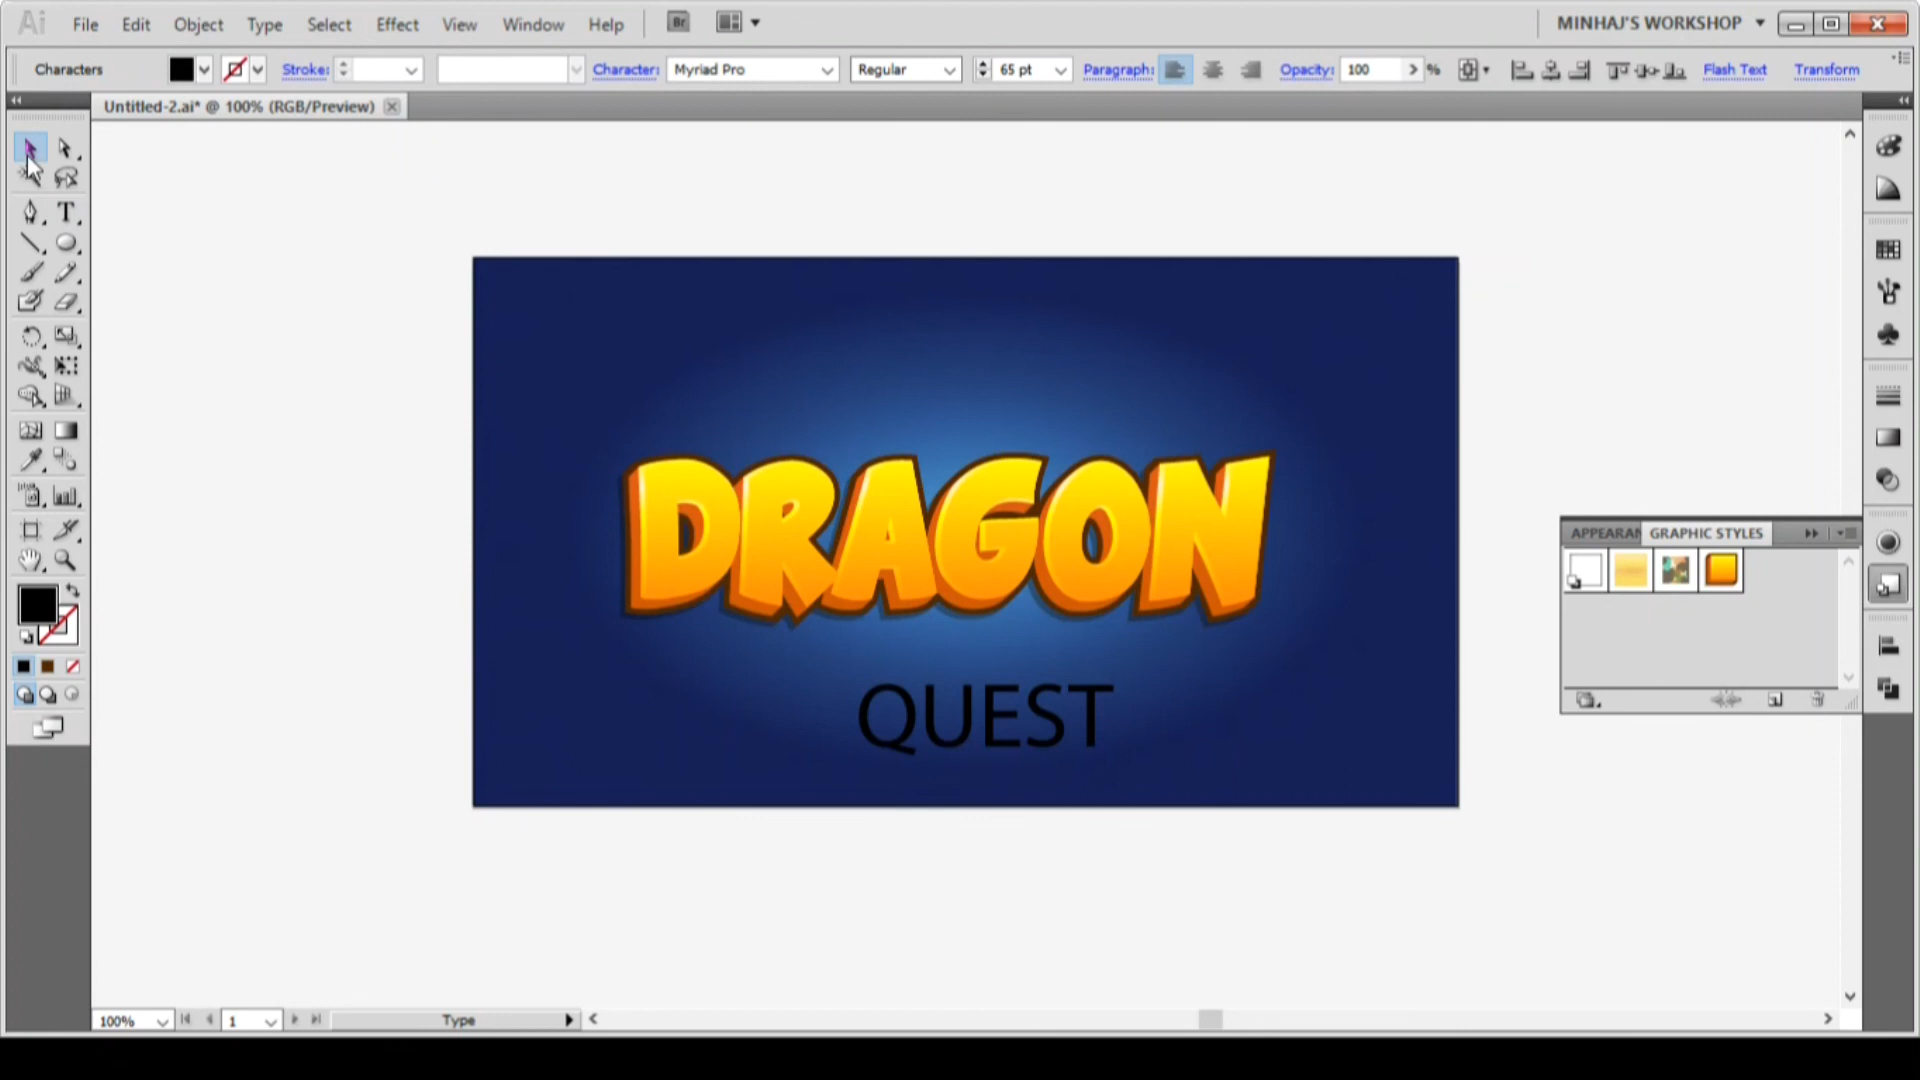 Ai File Edit Object Type Select Effect View Window Help Br MINHAJ'S WORKSHOP
Characters Stroke: Character: Myriad Pro Regular 65 pt Paragraph: Opacity: 100 % Flash Text Transform
Untitled-2.ai* @ 100% (RGB/Preview)
DRAGON
QUEST
APPEARAN GRAPHIC STYLES
100% 1 Type